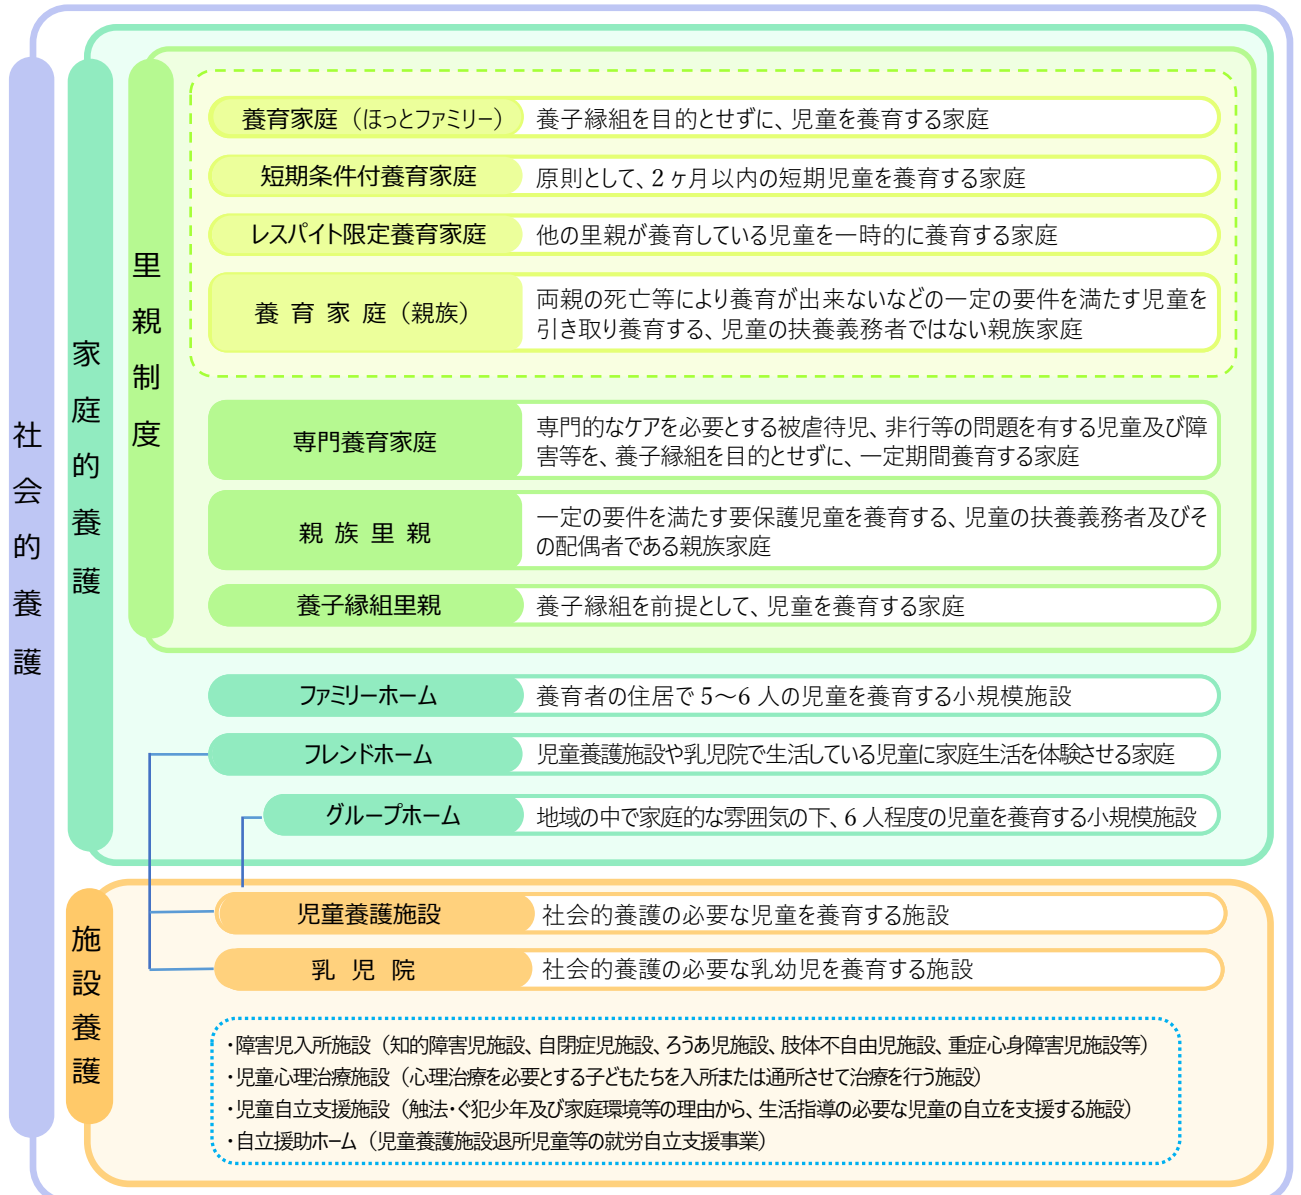 社会的養護
家庭的養護
里親制度
養育家庭（ほっとファミリー） 養子縁組を目的とせずに、児童を養育する家庭
短期条件付養育家庭 原則として、2ヶ月以内の短期児童を養育する家庭
レスパイト限定養育家庭 他の里親が養育している児童を一時的に養育する家庭
養育家庭（親族） 両親の死亡等により養育が出来ないなどの一定の要件を満たす児童を
引き取り養育する、児童の扶養義務者ではない親族家庭
専門養育家庭 専門的なケアを必要とする被虐待児、非行等の問題を有する児童及び障
害等を、養子縁組を目的とせずに、一定期間養育する家庭
親族里親 一定の要件を満たす要保護児童を養育する、児童の扶養義務者及びそ
の配偶者である親族家庭
養子縁組里親 養子縁組を前提として、児童を養育する家庭
ファミリーホーム 養育者の住居で5～6人の児童を養育する小規模施設
フレンドホーム 児童養護施設や乳児院で生活している児童に家庭生活を体験させる家庭
グループホーム 地域の中で家庭的な雰囲気の下、6人程度の児童を養育する小規模施設
施設養護
児童養護施設 社会的養護の必要な児童を養育する施設
乳児院 社会的養護の必要な乳幼児を養育する施設
・障害児入所施設（知的障害児施設、自閉症児施設、ろうあ児施設、肢体不自由児施設、重症心身障害児施設等）
・児童心理治療施設（心理治療を必要とする子どもたちを入所または通所させて治療を行う施設）
・児童自立支援施設（触法・ぐ犯少年及び家庭環境等の理由から、生活指導の必要な児童の自立を支援する施設）
・自立援助ホーム（児童養護施設退所児童等の就労自立支援事業）